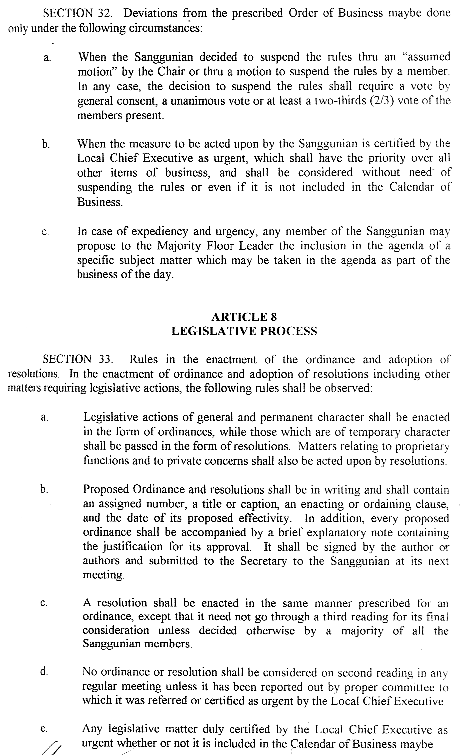 SECTION 32. Deviations from the prescribed Order of Business maybe done
only under the following circumstances:
a. When the Sanggunian decided to suspend the rules thru an “assumed
motion” by the Chair or thru a motion to suspend the rules by a member.
In any case, the decision to suspend the rules shall require a vote by
general consent, a unanimous vote or at least a two-thirds (2/3) vote of the
members present.
b. When the measure to be acted upon by the Sanggunian is certified by the
Local Chief Executive as urgent, which shall have the priority over all
other items of business, and shall be considered without need of
suspending the rules or even if it is not included in the Calendar of
Business.
c. In case of expediency and urgency, any member of the Sanggunian may
propose to the Majority Floor Leader the inclusion in the agenda of a
specific subject matter which may be taken in the agenda as part of the
business of the day.
ARTICLE 8
LEGISLATIVE PROCESS
SECTION 33. Rules in the enactment of the ordinance and adoption of
resolutions. In the enactment of ordinance and adoption of resolutions including other
matters requiring legislative actions, the following rules shall be observed:
a. Legislative actions of general and permanent character shall be enacted
in the form of ordinances, while those which are of temporary character
shall be passed in the form of resolutions. Matters relating to proprietary
functions and to private concerns shall also be acted upon by resolutions.
b. Proposed Ordinance and resolutions shall be in writing and shall contain
an assigned number, a title or caption, an enacting or ordaining clause,
and the date of its proposed effectivity. In addition, every proposed
ordinance shall be accompanied by a brief explanatory note containing
the justification for its approval. It shall be signed by the author or
authors and submitted to the Secretary to the Sanggunian at its next
meeting.
c. A resolution shall be enacted in the same manner prescribed for an
ordinance, except that it need not go through a third reading for its final
consideration unless decided otherwise by a majority of all the
Sanggunian members.
d. No ordinance or resolution shall be considered on second reading in any
regular meeting unless it has been reported out by proper committee to
which it was referred or certified as urgent by the Local Chief Executive
e. Any legislative matter duly certified by the Local Chief Executive as
urgent whether or not it is included in the Calendar of Business maybe